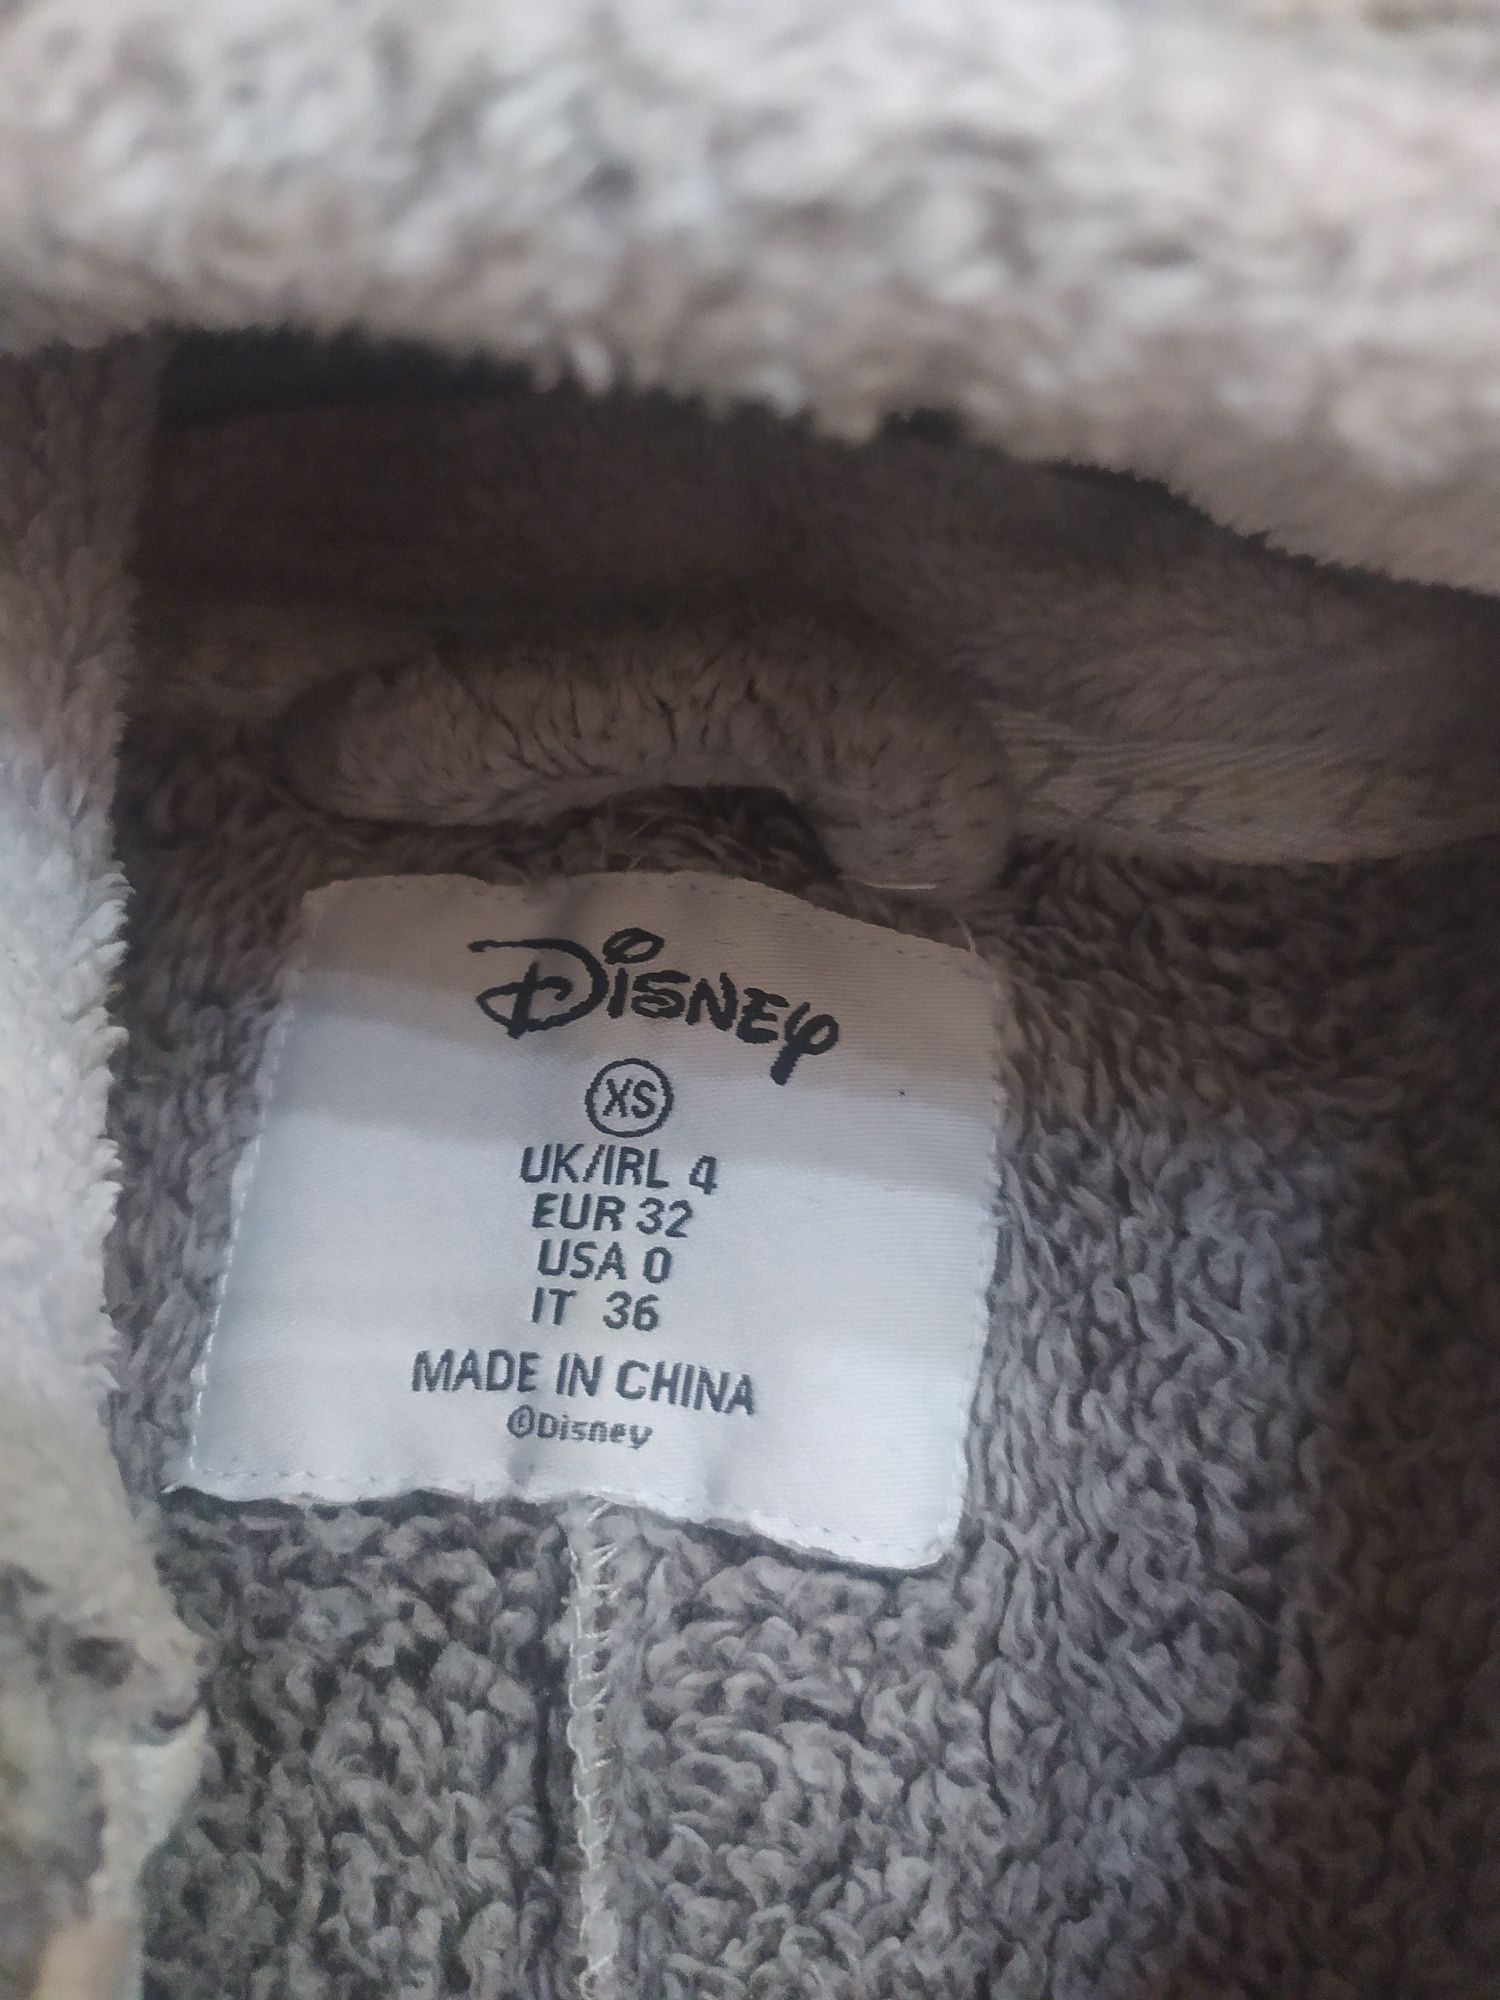 Disney
XS
UK/IRL 4
EUR 32
USA 0
IT 36
MADE IN CHINA
©Disney